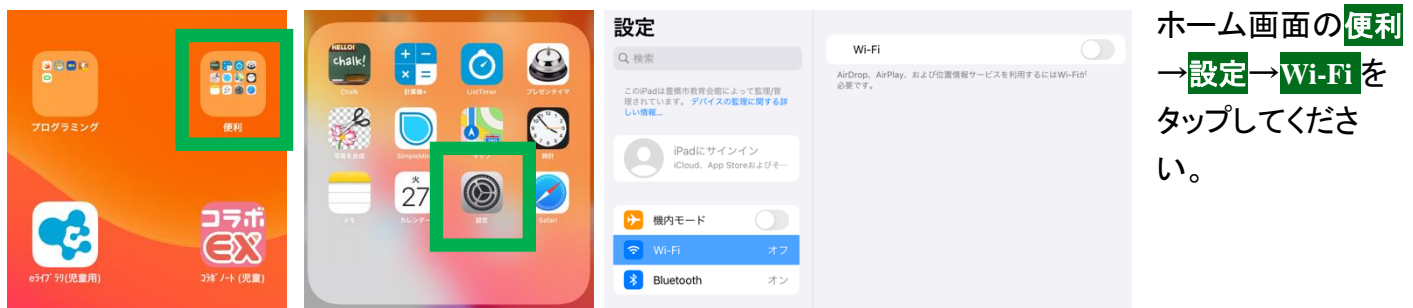 プログラミング
便利
eﾗｲﾌﾞﾗﾘ(児童用)
コラボ
EX
ｺﾗﾎﾞﾉｰﾄ (児童)
HELLO!
chalk!
Chalk
計算機+
ListTimer
プレゼンタイマ
写真を合成
SimpleMind
マップ
時計
メモ
火
27
カレンダー
設定
Safari
設定
検索
このiPadは豊橋市教育会館によって監理/管
理されています。デバイスの監理に関する詳
しい情報...
iPadにサインイン
iCloud、App Storeおよびそ…
機内モード
Wi-Fi
オフ
Bluetooth
オン
Wi-Fi
AirDrop、AirPlay、および位置情報サービスを利用するにはWi-Fiが
必要です。
ホーム画面の便利
→設定→Wi-Fi を
タップしてくださ
い。